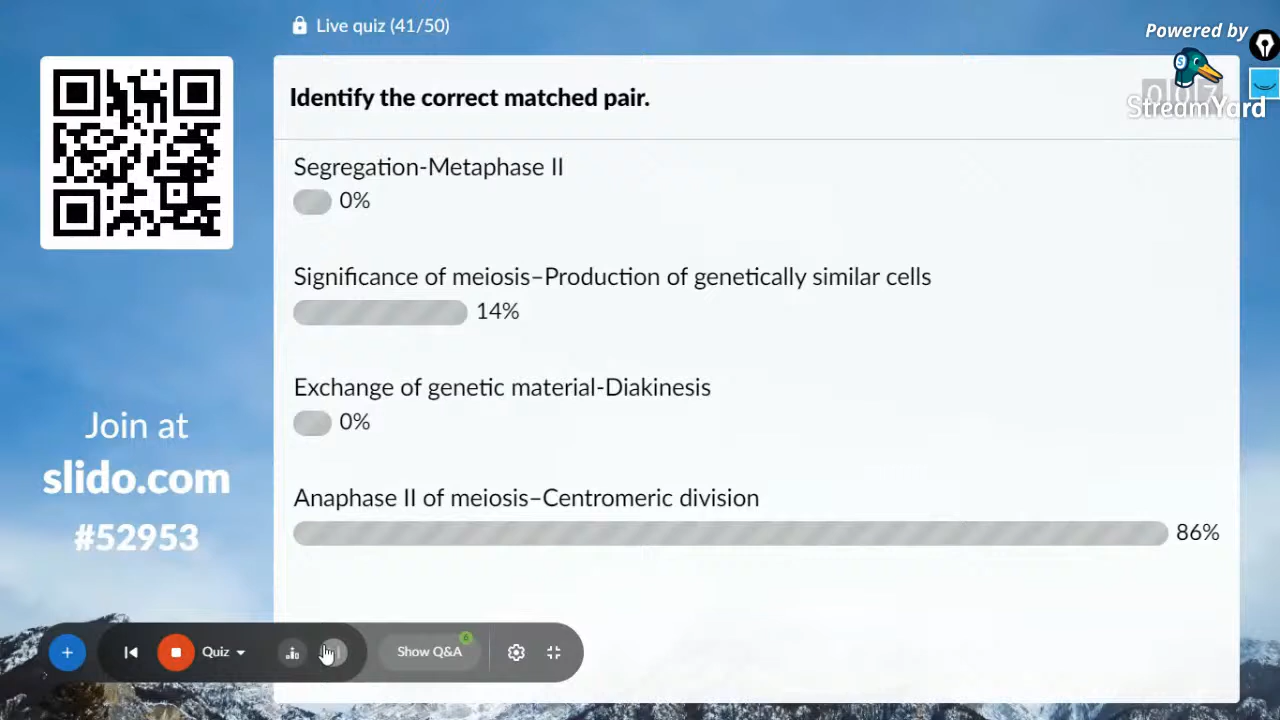 Live quiz (41/50)
Powered by
StreamYard
Identify the correct matched pair.
Segregation-Metaphase II
0%
Significance of meiosis–Production of genetically similar cells
14%
Exchange of genetic material-Diakinesis
0%
Anaphase II of meiosis–Centromeric division
86%
Join at
slido.com
#52953
Quiz
Show Q&A
6